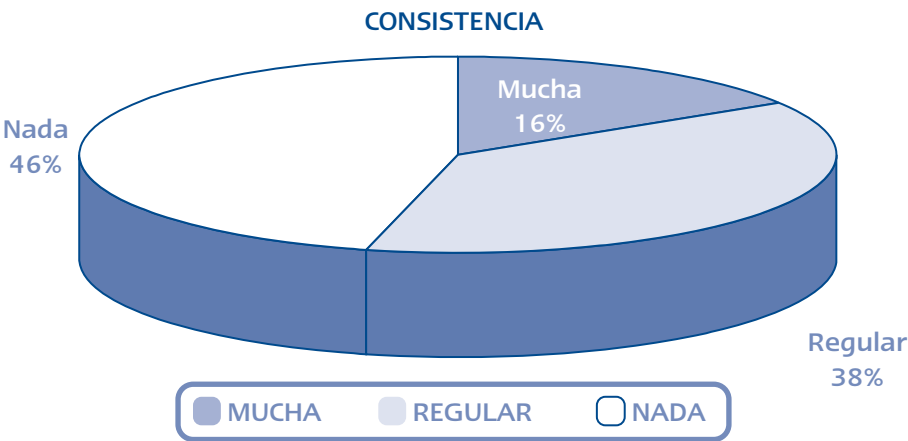 CONSISTENCIA
Mucha
16%
Nada
46%
Regular
38%
MUCHA
REGULAR
NADA